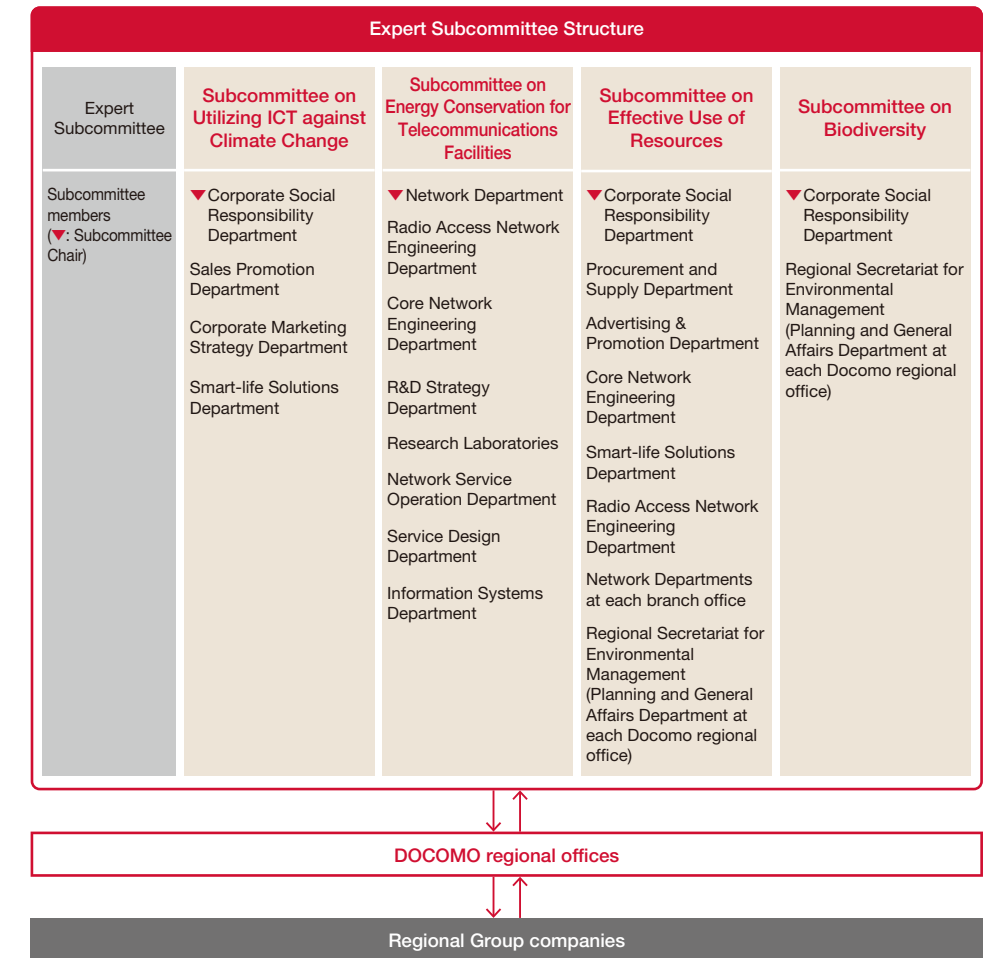 Expert Subcommittee Structure
Expert
Subcommittee
Subcommittee on
Utilizing ICT against
Climate Change
Subcommittee on
Energy Conservation for
Telecommunications
Facilities
Subcommittee on
Effective Use of
Resources
Subcommittee on
Biodiversity
Subcommittee
members
(▼: Subcommittee
Chair)
▼Corporate Social
Responsibility
Department
Sales Promotion
Department
Corporate Marketing
Strategy Department
Smart-life Solutions
Department
▼Network Department
Radio Access Network
Engineering
Department
Core Network
Engineering
Department
R&D Strategy
Department
Research Laboratories
Network Service
Operation Department
Service Design
Department
Information Systems
Department
▼Corporate Social
Responsibility
Department
Procurement and
Supply Department
Advertising &
Promotion Department
Core Network
Engineering
Department
Smart-life Solutions
Department
Radio Access Network
Engineering
Department
Network Departments
at each branch office
Regional Secretariat for
Environmental
Management
(Planning and General
Affairs Department at
each Docomo regional
office)
▼Corporate Social
Responsibility
Department
Regional Secretariat for
Environmental
Management
(Planning and General
Affairs Department at
each Docomo regional
office)
DOCOMO regional offices
Regional Group companies